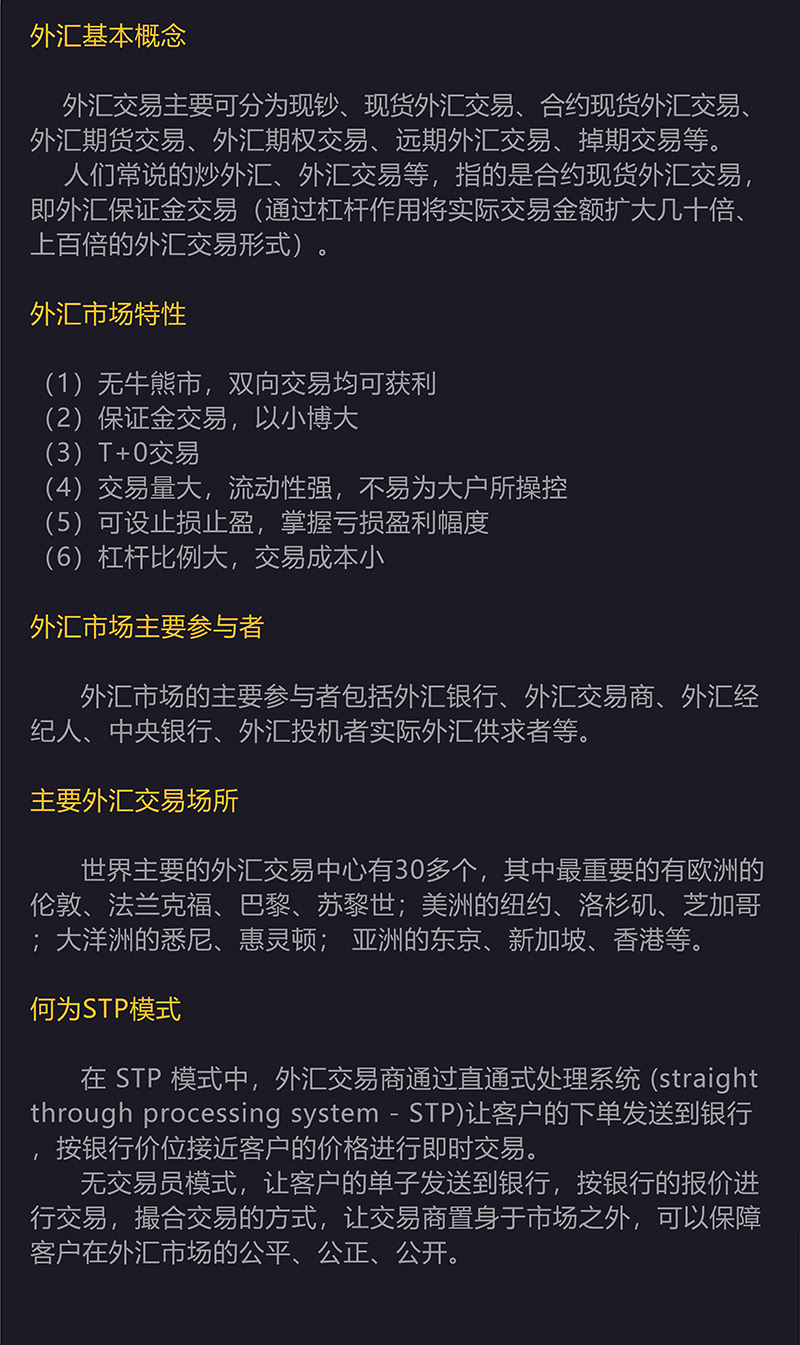 外汇基本概念
外汇交易主要可分为现钞、现货外汇交易、合约现货外汇交易、
外汇期货交易、外汇期权交易、远期外汇交易、掉期交易等。
人们常说的炒外汇、外汇交易等，指的是合约现货外汇交易，
即外汇保证金交易（通过杠杆作用将实际交易金额扩大几十倍、
上百倍的外汇交易形式）。
外汇市场特性
（1）无牛熊市，双向交易均可获利
（2）保证金交易，以小博大
（3）T+0交易
（4）交易量大，流动性强，不易为大户所操控
（5）可设止损止盈，掌握亏损盈利幅度
（6）杠杆比例大，交易成本小
外汇市场主要参与者
外汇市场的主要参与者包括外汇银行、外汇交易商、外汇经
纪人、中央银行、外汇投机者实际外汇供求者等。
主要外汇交易场所
世界主要的外汇交易中心有30多个，其中最重要的有欧洲的
伦敦、法兰克福、巴黎、苏黎世；美洲的纽约、洛杉矶、芝加哥
；大洋洲的悉尼、惠灵顿； 亚洲的东京、新加坡、香港等。
何为STP模式
在 STP 模式中，外汇交易商通过直通式处理系统 (straight
through processing system - STP)让客户的下单发送到银行
，按银行价位接近客户的价格进行即时交易。
无交易员模式，让客户的单子发送到银行，按银行的报价进
行交易，撮合交易的方式，让交易商置身于市场之外，可以保障
客户在外汇市场的公平、公正、公开。